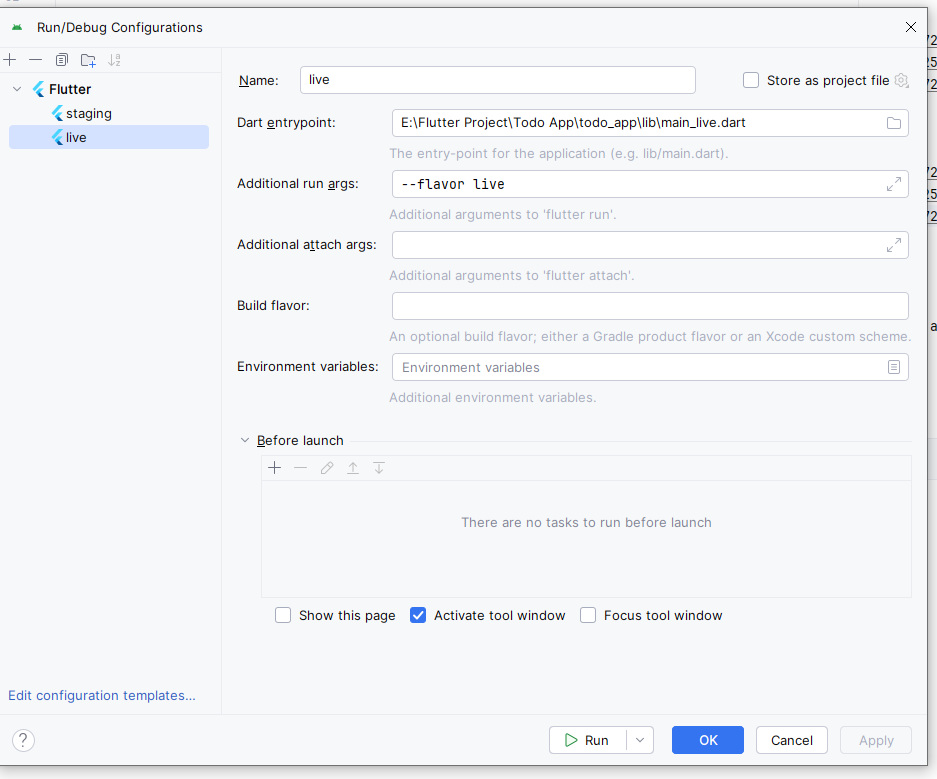 Run/Debug Configurations
Flutter
staging
live
Name: live Store as project file
Dart entrypoint: E:\Flutter Project\Todo App\todo_app\lib\main_live.dart
The entry-point for the application (e.g. lib/main.dart).
Additional run args: --flavor live
Additional arguments to 'flutter run'.
Additional attach args:
Additional arguments to 'flutter attach'.
Build flavor:
An optional build flavor; either a Gradle product flavor or an Xcode custom scheme.
Environment variables: Environment variables
Additional environment variables.
Before launch
There are no tasks to run before launch
Show this page Activate tool window Focus tool window
Edit configuration templates...
? Run OK Cancel Apply